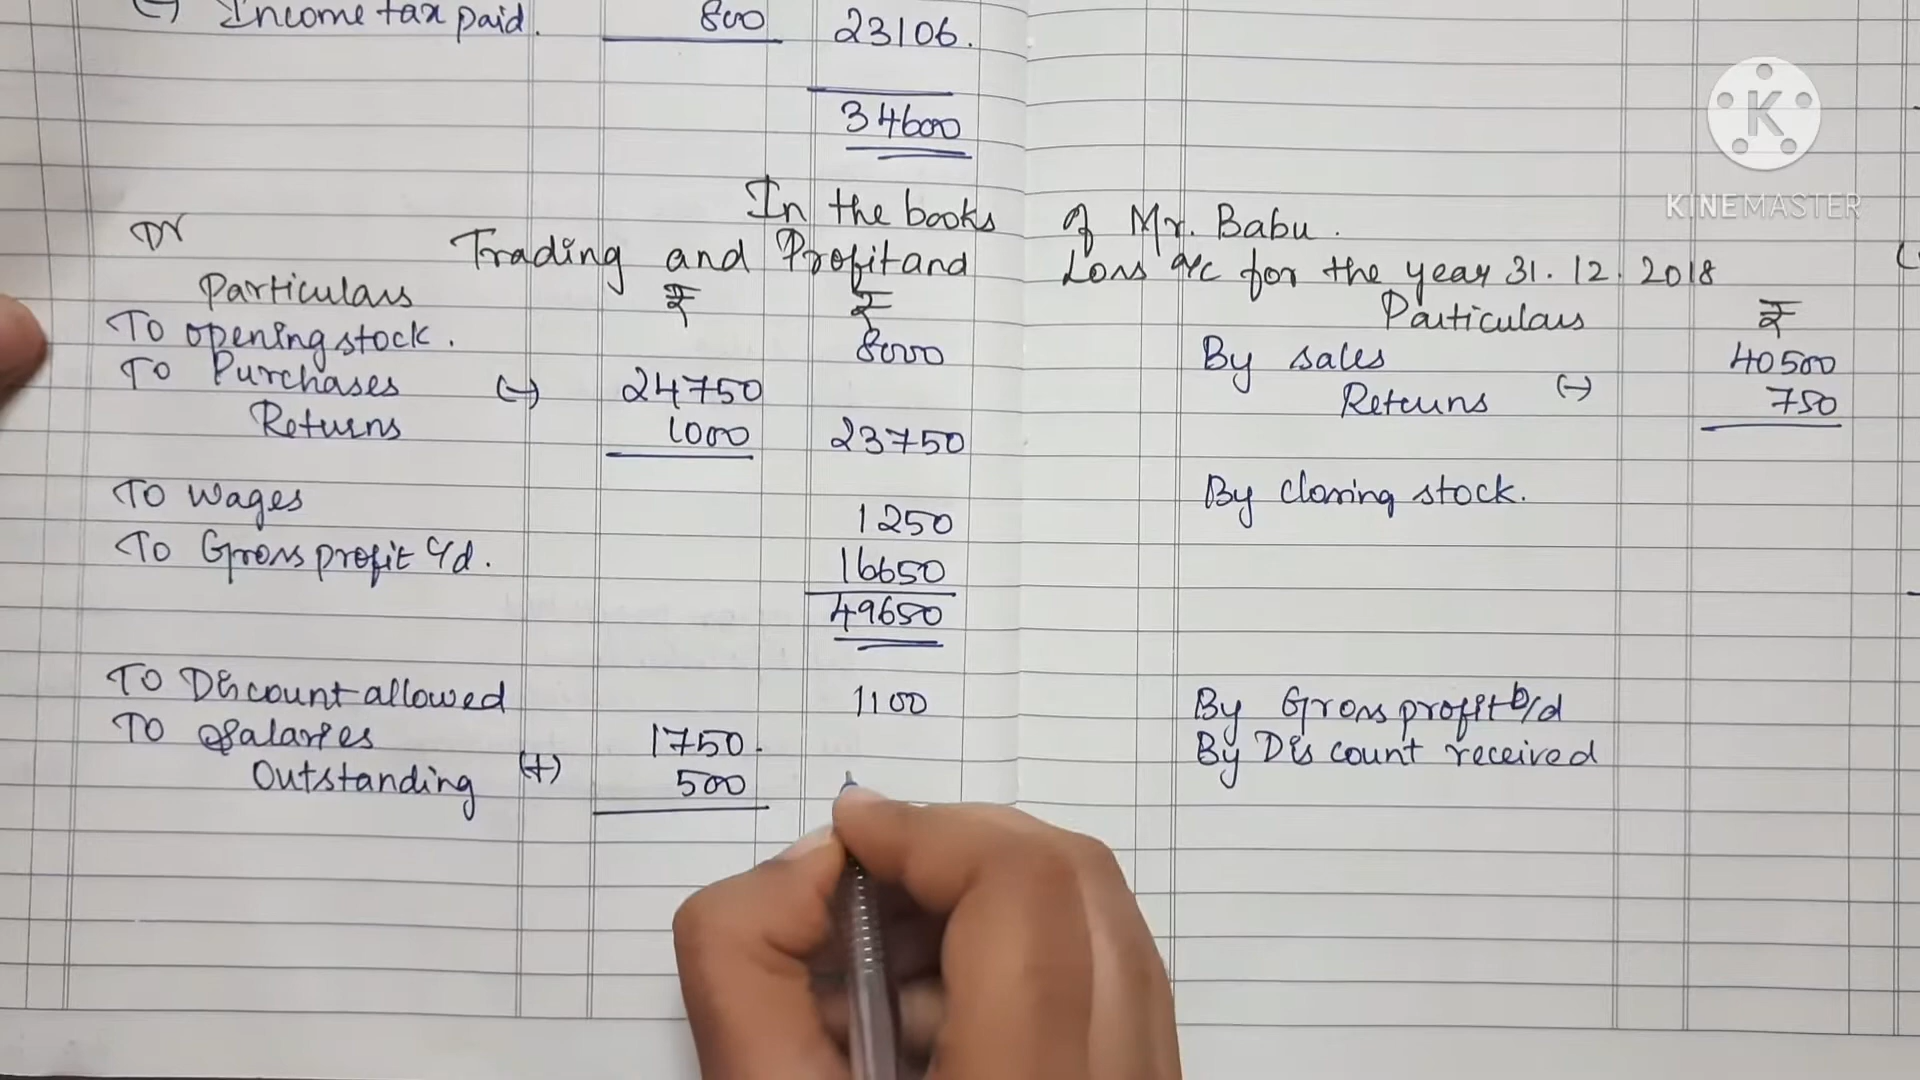 (-) Income tax paid. 800 23106.
34600
In the books of Mr. Babu.
Dr Trading and Profit and Loss a/c for the year 31.12.2018
Particulars ₹ ₹ Particulars ₹
To opening stock. 8000 By sales 40500
To Purchases 24750 Returns (-) 750
(-) Returns 1000 23750
To Wages 1250 By closing stock.
To Gross profit c/d. 16650
49650
To Discount allowed 1100 By Gross profit b/d
To Salaries 1750. By Discount received
Outstanding (+) 500
K
KINEMASTER